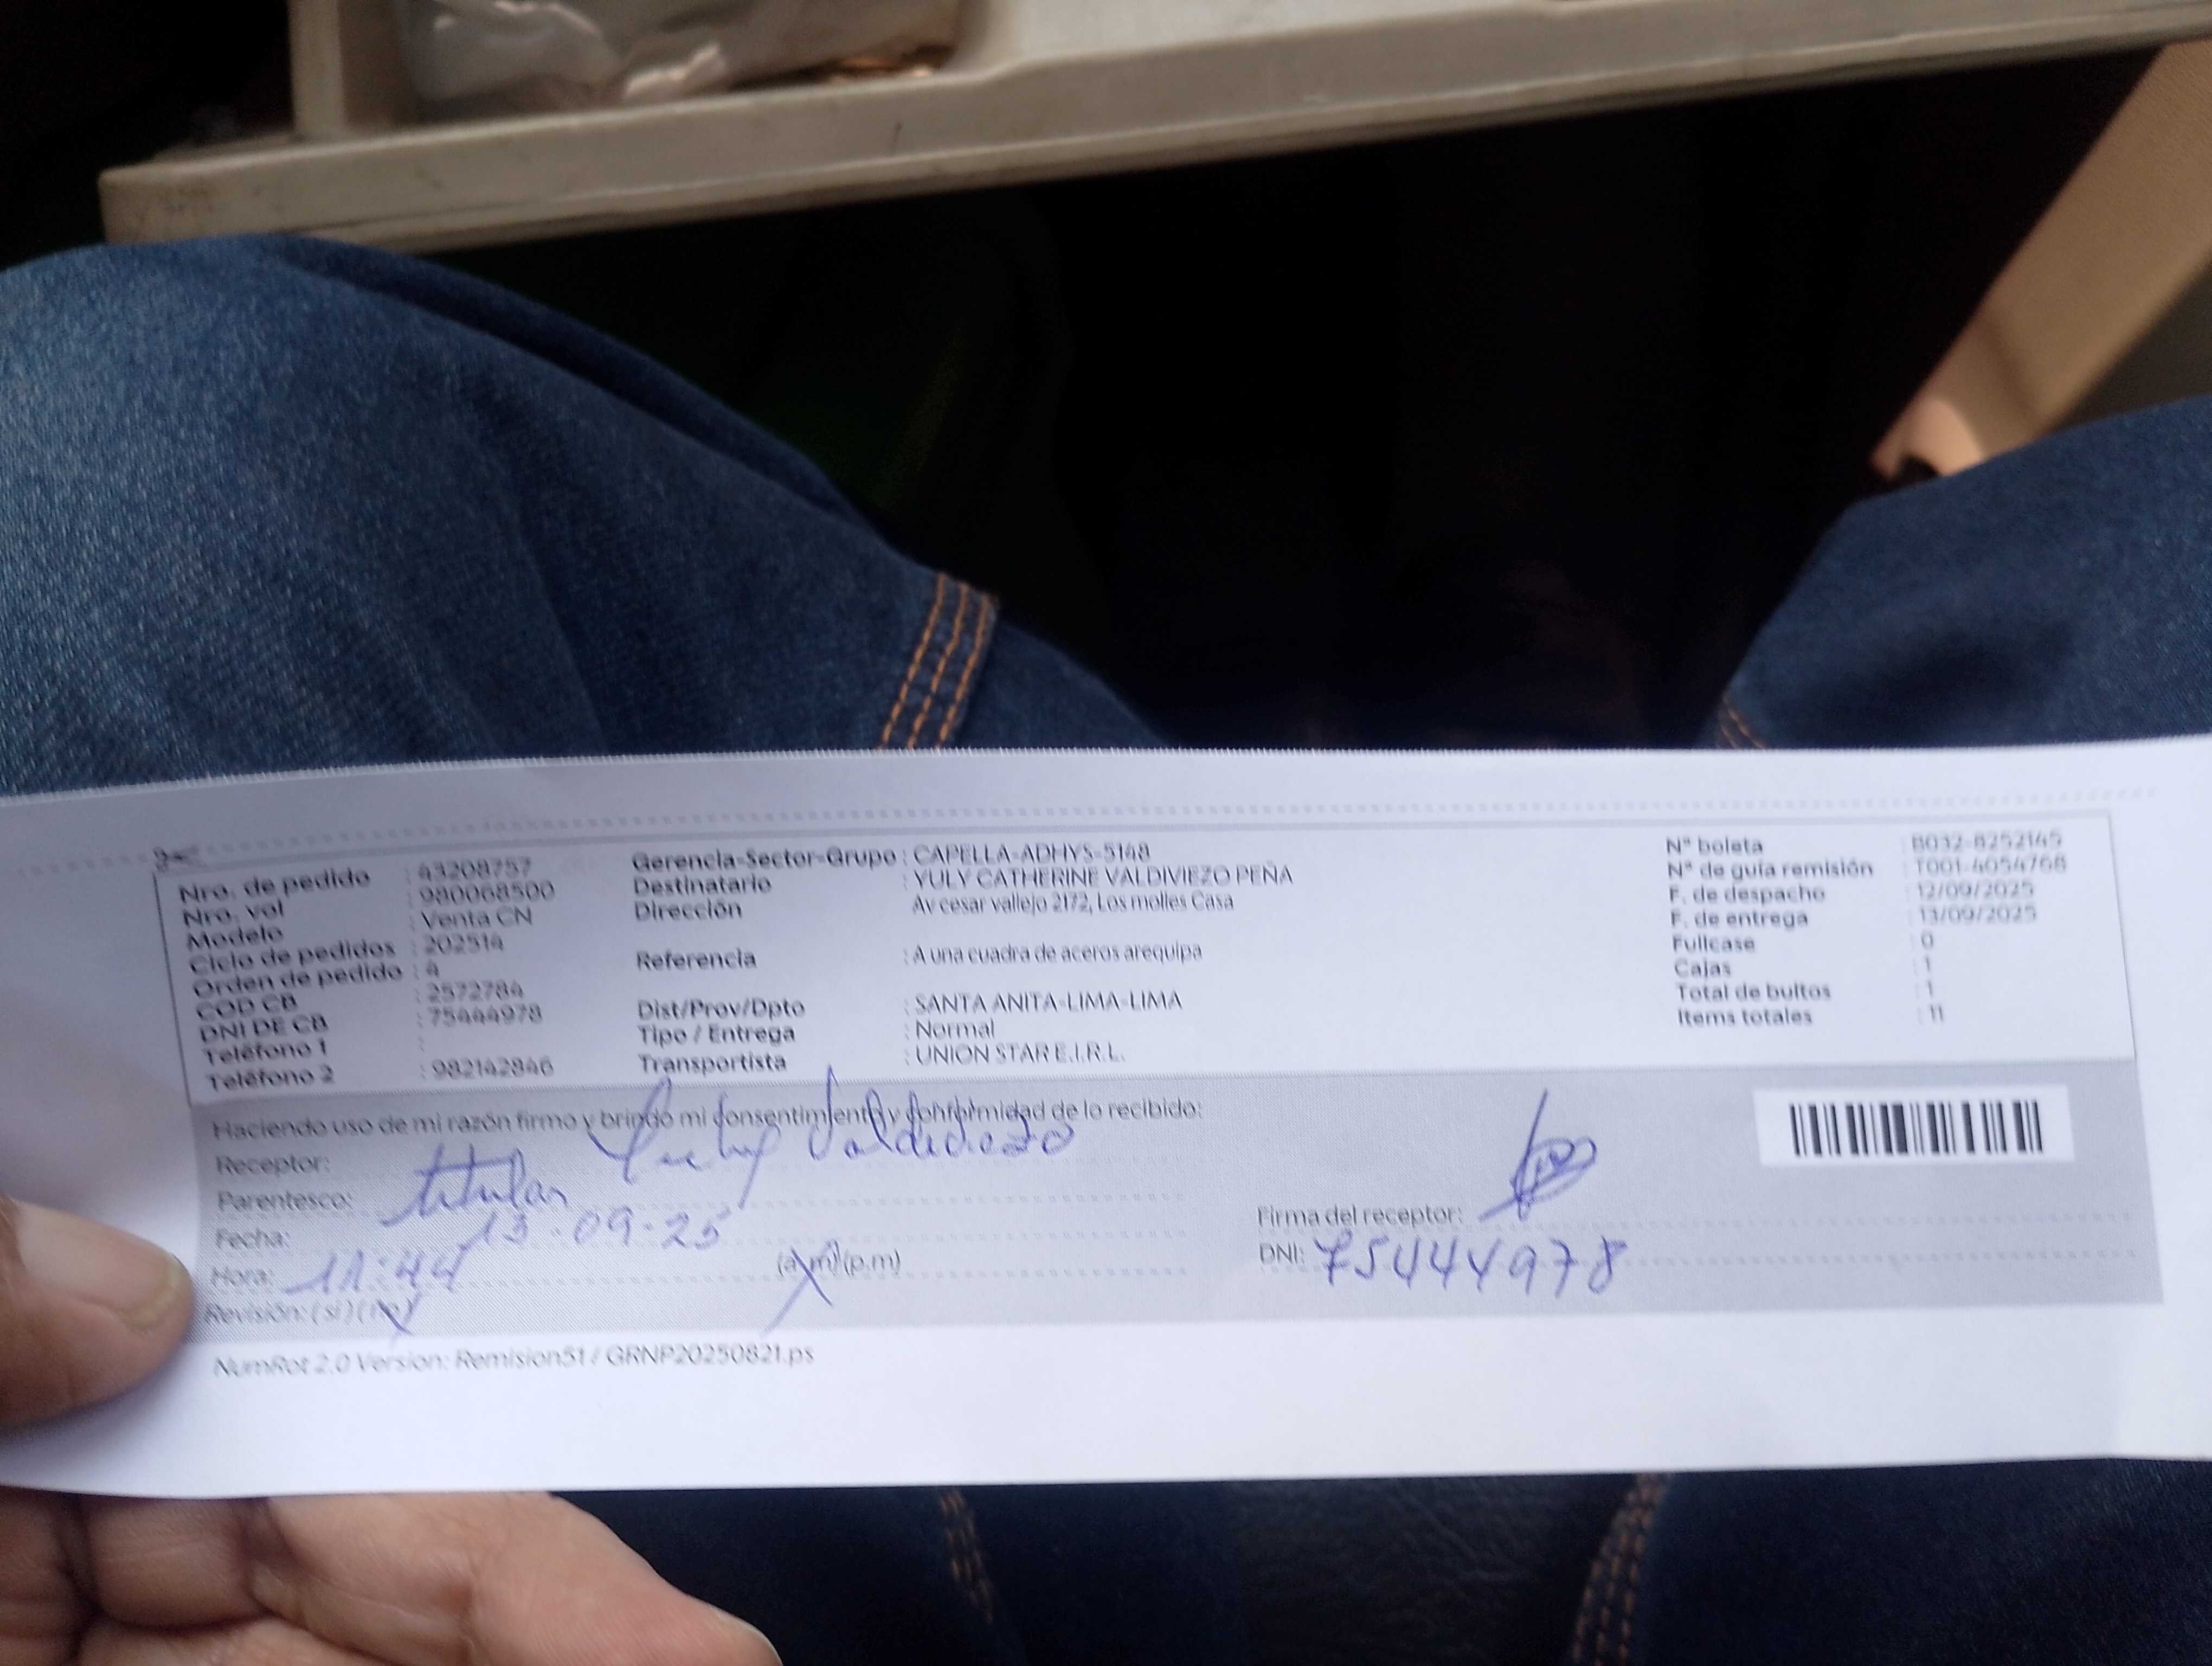 Nro. de pedido : 43208757
Nro. vol : 980068500
Modelo : Venta CN
Ciclo de pedidos : 202514
Orden de pedido : 4
COD CB : 2572784
DNI DE CB : 75444978
Teléfono 1 :
Teléfono 2 : 982142846
Gerencia-Sector-Grupo : CAPELLA-ADHYS-5148
Destinatario : YULY CATHERINE VALDIVIEZO PEÑA
Dirección : Av cesar vallejo 2172, Los molles Casa
Referencia : A una cuadra de aceros arequipa
Dist/Prov/Dpto : SANTA ANITA-LIMA-LIMA
Tipo / Entrega : Normal
Transportista : UNION STAR E.I.R.L.
N° boleta : B032-8252145
N° de guía remisión : T001-4054768
F. de despacho : 12/09/2025
F. de entrega : 13/09/2025
Fullcase : 0
Cajas : 1
Total de bultos : 1
Items totales : 11
Haciendo uso de mi razón firmo y brindo mi consentimiento y conformidad de lo recibido:
Receptor: Yuly Valdiviezo
Parentesco: titular
Fecha: 13-09-25
Hora: 11:44 (a.m) (p.m)
Revisión: (si) (no)
Firma del receptor:
DNI: 75444978
NumRot 2.0 Version: Remision51 / GRNP20250821.ps